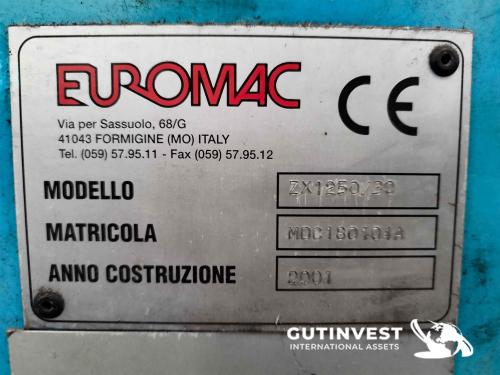 EUROMAC
CE
Via per Sassuolo, 68/G
41043 FORMIGINE (MO) ITALY
Tel. (059) 57.95.11 - Fax (059) 57.95.12
MODELLO ZX1250/30
MATRICOLA
ANNO COSTRUZIONE 2001
GUTINVEST
INTERNATIONAL ASSETS